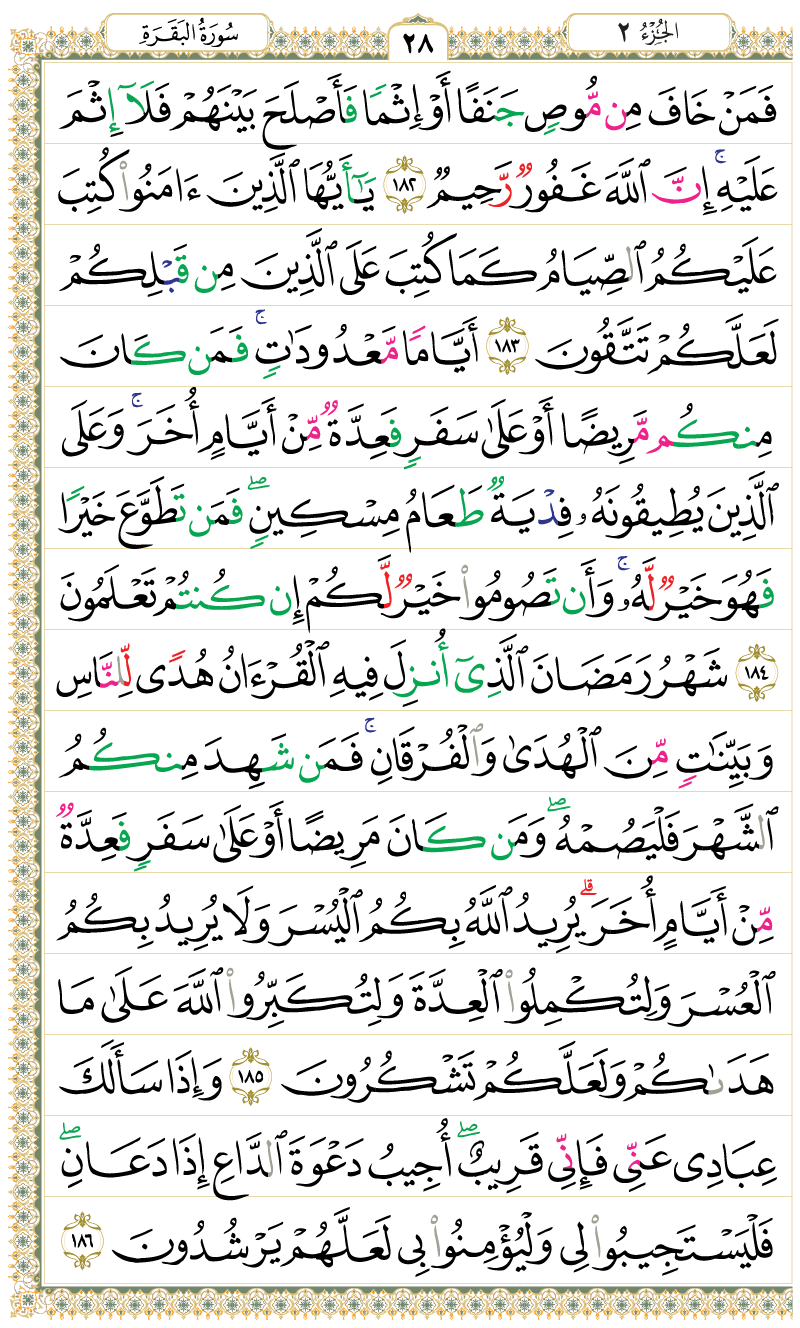 الجُزْءُ ٢
٢٨
سُورَةُ البَقَرَةِ
فَمَنْ خَافَ مِن مُّوصٍ جَنَفًا أَوْ إِثْمًا فَأَصْلَحَ بَيْنَهُمْ فَلَآ إِثْمَ
عَلَيْهِ ۚ إِنَّ ٱللَّهَ غَفُورٌ رَّحِيمٌ ١٨٢ يَـٰٓأَيُّهَا ٱلَّذِينَ ءَامَنُوا۟ كُتِبَ
عَلَيْكُمُ ٱلصِّيَامُ كَمَا كُتِبَ عَلَى ٱلَّذِينَ مِن قَبْلِكُمْ
لَعَلَّكُمْ تَتَّقُونَ ١٨٣ أَيَّامًا مَّعْدُودَٰتٍ ۚ فَمَن كَانَ
مِنكُم مَّرِيضًا أَوْ عَلَىٰ سَفَرٍ فَعِدَّةٌ مِّنْ أَيَّامٍ أُخَرَ ۚ وَعَلَى
ٱلَّذِينَ يُطِيقُونَهُۥ فِدْيَةٌ طَعَامُ مِسْكِينٍ ۖ فَمَن تَطَوَّعَ خَيْرًا
فَهُوَ خَيْرٌ لَّهُۥ ۚ وَأَن تَصُومُوا۟ خَيْرٌ لَّكُمْ إِن كُنتُمْ تَعْلَمُونَ
١٨٤ شَهْرُ رَمَضَانَ ٱلَّذِىٓ أُنزِلَ فِيهِ ٱلْقُرْءَانُ هُدًى لِّلنَّاسِ
وَبَيِّنَـٰتٍ مِّنَ ٱلْهُدَىٰ وَٱلْفُرْقَانِ ۚ فَمَن شَهِدَ مِنكُمُ
ٱلشَّهْرَ فَلْيَصُمْهُ ۖ وَمَن كَانَ مَرِيضًا أَوْ عَلَىٰ سَفَرٍ فَعِدَّةٌ
مِّنْ أَيَّامٍ أُخَرَ ۗ يُرِيدُ ٱللَّهُ بِكُمُ ٱلْيُسْرَ وَلَا يُرِيدُ بِكُمُ
ٱلْعُسْرَ وَلِتُكْمِلُوا۟ ٱلْعِدَّةَ وَلِتُكَبِّرُوا۟ ٱللَّهَ عَلَىٰ مَا
هَدَىٰكُمْ وَلَعَلَّكُمْ تَشْكُرُونَ ١٨٥ وَإِذَا سَأَلَكَ
عِبَادِى عَنِّى فَإِنِّى قَرِيبٌ ۖ أُجِيبُ دَعْوَةَ ٱلدَّاعِ إِذَا دَعَانِ ۖ
فَلْيَسْتَجِيبُوا۟ لِى وَلْيُؤْمِنُوا۟ بِى لَعَلَّهُمْ يَرْشُدُونَ ١٨٦